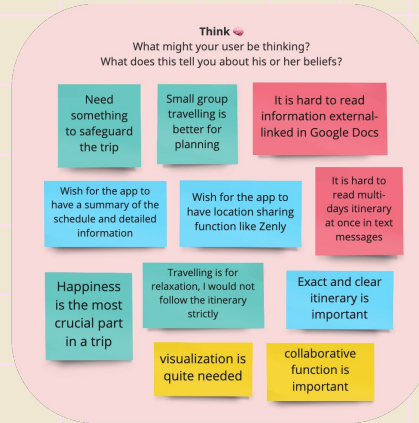 Think 🧠
What might your user be thinking?
What does this tell you about his or her beliefs?
Need
something
to safeguard
the trip
Small group
travelling is
better for
planning
It is hard to read
information external-
linked in Google Docs
Wish for the app to
have a summary of the
schedule and detailed
information
Wish for the app to
have location sharing
function like Zenly
It is hard to
read multi-
days itinerary
at once in text
messages
Happiness
is the most
crucial part
in a trip
Travelling is for
relaxation, I would not
follow the itinerary
strictly
Exact and clear
itinerary is
important
visualization is
quite needed
collaborative
function is
important